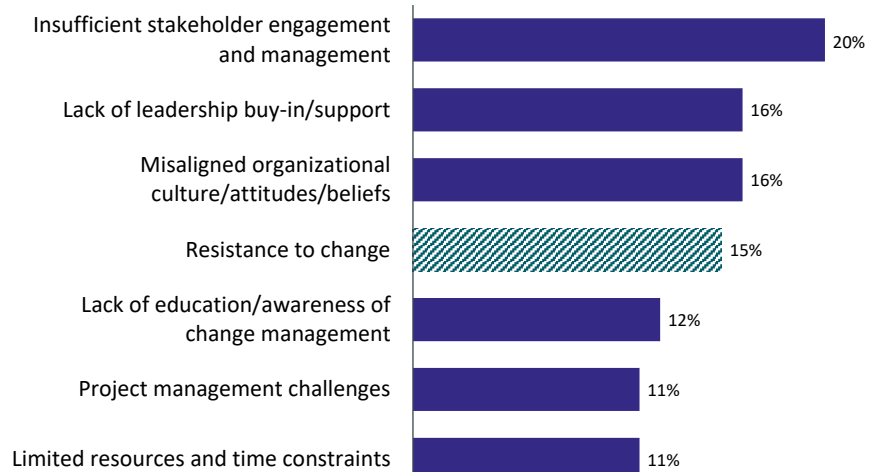 Insufficient stakeholder engagement
and management
20%
Lack of leadership buy-in/support
16%
Misaligned organizational
culture/attitudes/beliefs
16%
Resistance to change
15%
Lack of education/awareness of
change management
12%
Project management challenges
11%
Limited resources and time constraints
11%